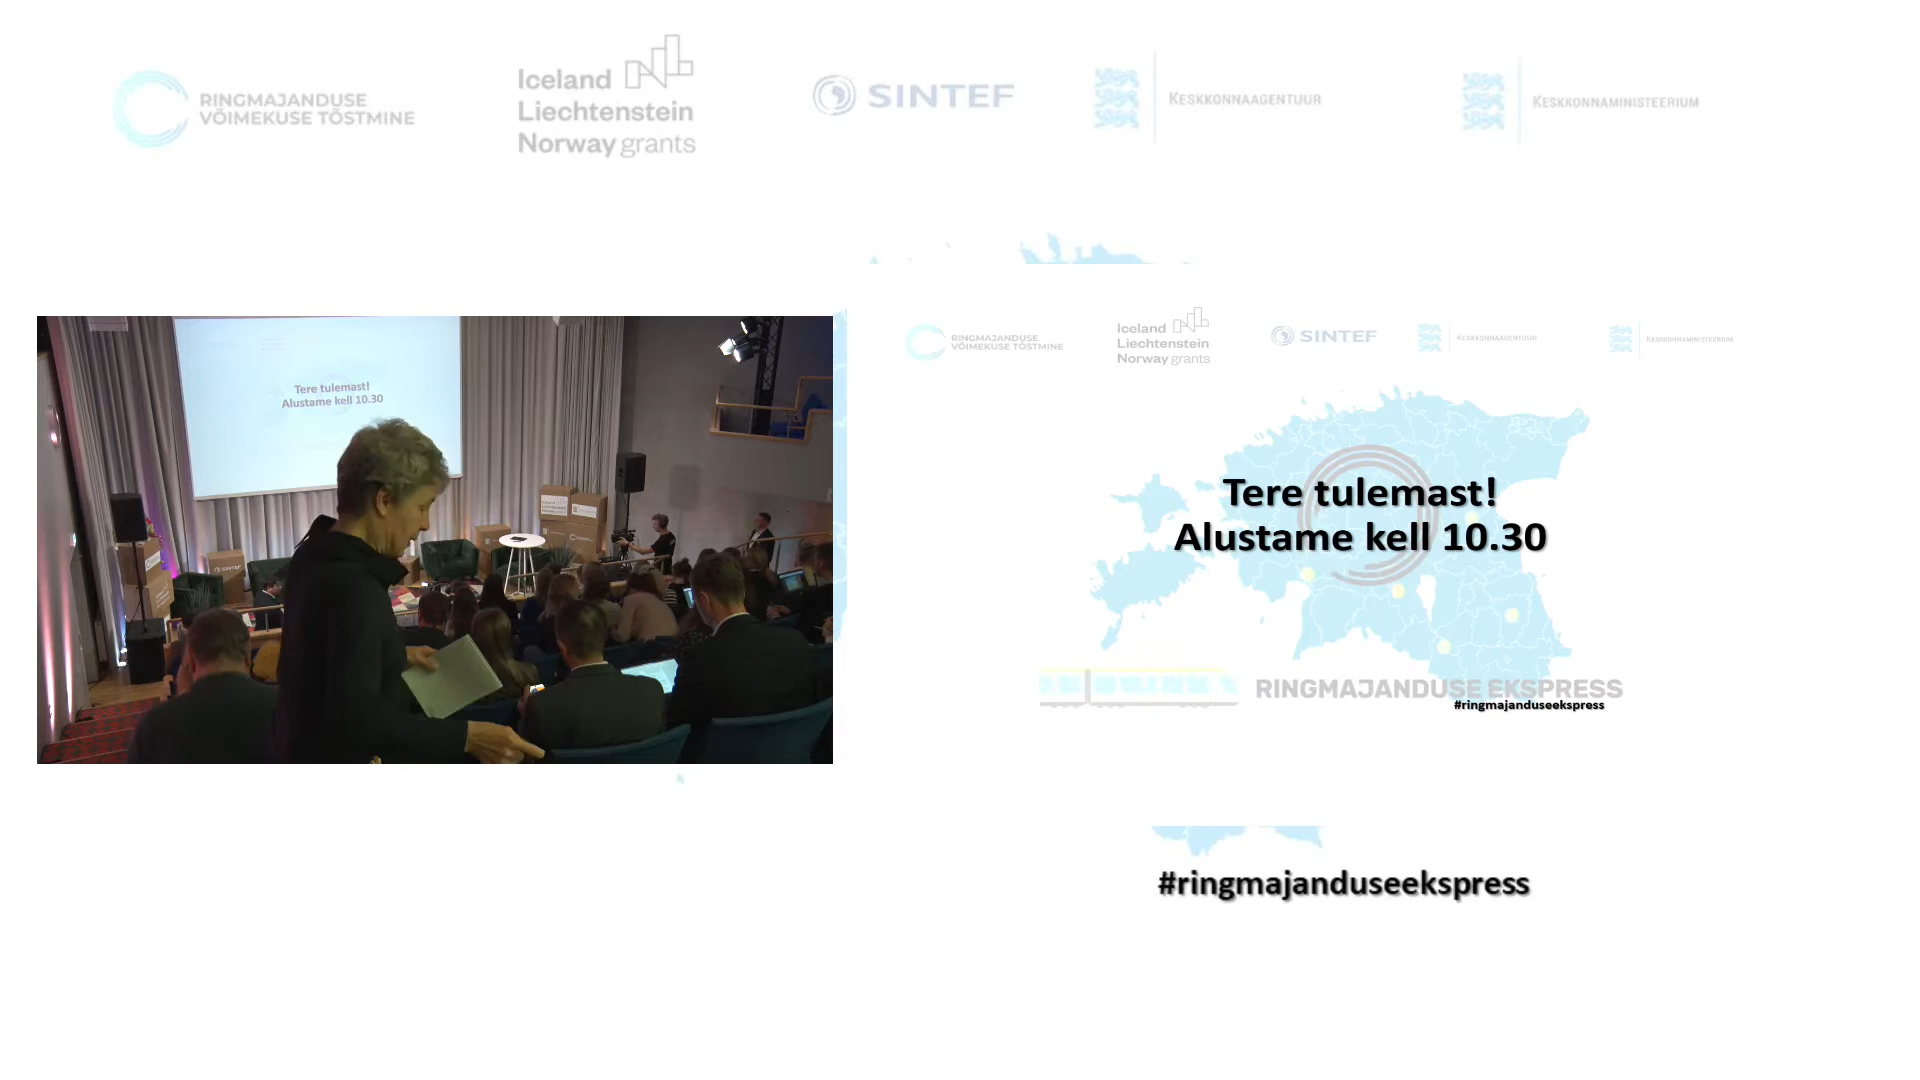 RINGMAJANDUSE
VÕIMEKUSE TÕSTMINE
Iceland
Liechtenstein
Norway grants
SINTEF
KESKKONNAAGENTUUR
KESKKONNAMINISTEERIUM
Tere tulemast!
Alustame kell 10.30
SINTEF
RINGMAJANDUSE
VÕIMEKUSE TÕSTMINE
Iceland
Liechtenstein
Norway grants
SINTEF
KESKKONNAAGENTUUR
KESKKONNAMINISTEERIUM
Tere tulemast!
Alustame kell 10.30
RINGMAJANDUSE EKSPRESS
#ringmajanduseekspress
#ringmajanduseekspress